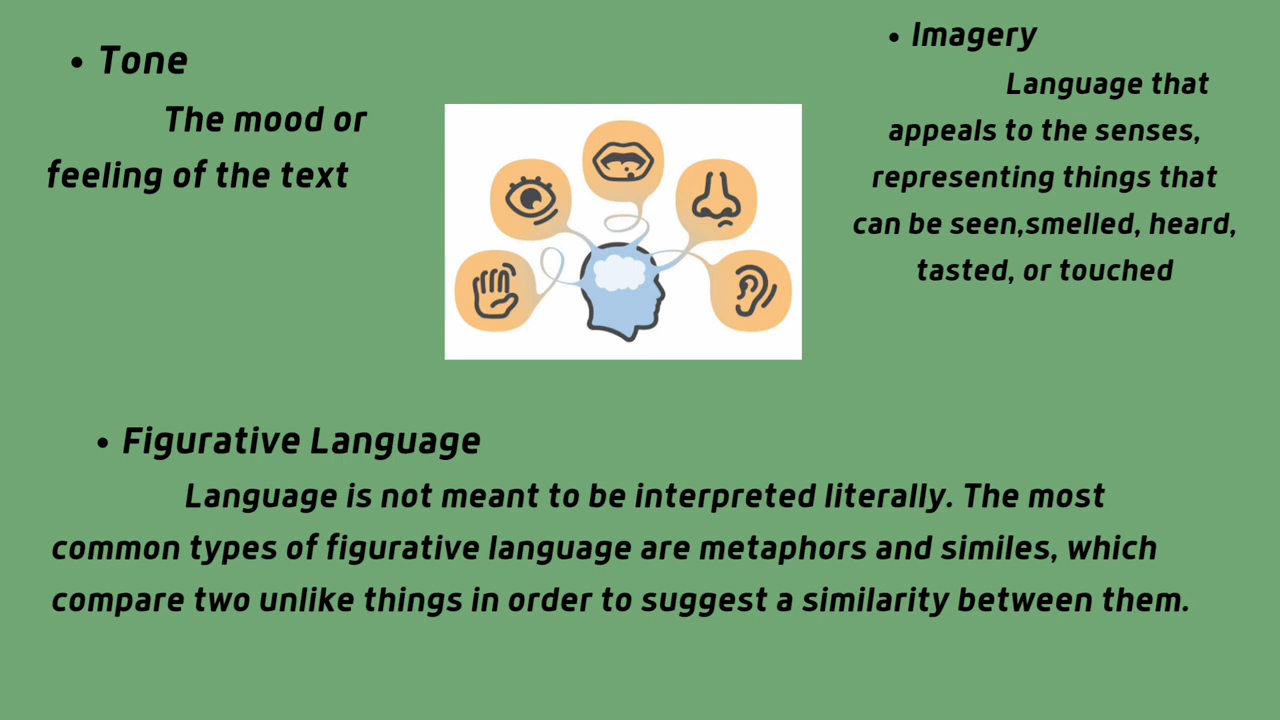 • Tone
The mood or
feeling of the text
• Imagery
Language that
appeals to the senses,
representing things that
can be seen,smelled, heard,
tasted, or touched
• Figurative Language
Language is not meant to be interpreted literally. The most
common types of figurative language are metaphors and similes, which
compare two unlike things in order to suggest a similarity between them.